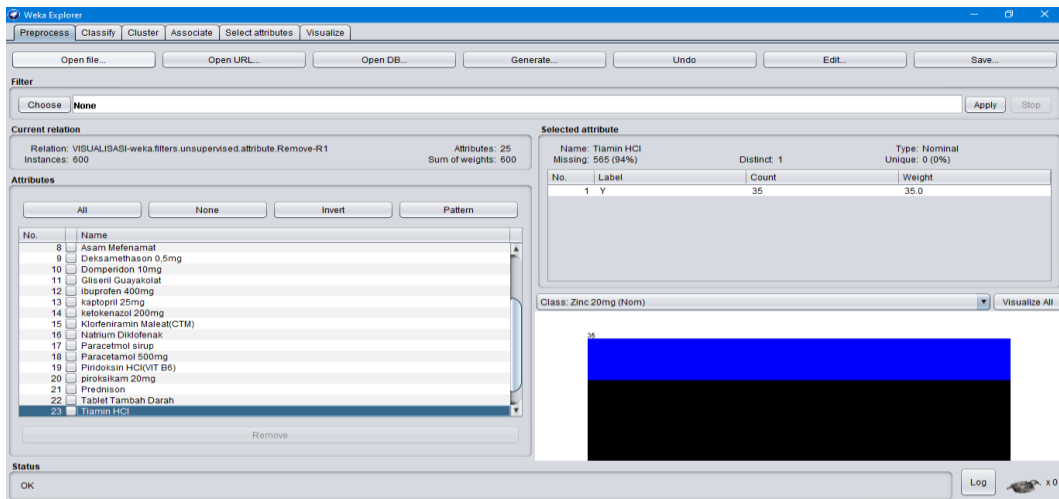 Weka Explorer
Preprocess Classify Cluster Associate Select attributes Visualize
Open file... Open URL... Open DB... Generate... Undo Edit... Save...
Filter
Choose None Apply Stop
Current relation
Relation: VISUALISASI-weka.filters.unsupervised.attribute.Remove-R1 Attributes: 25
Instances: 600 Sum of weights: 600
Attributes
All None Invert Pattern
No. Name
8 Asam Mefenamat
9 Deksamethason 0,5mg
10 Domperidon 10mg
11 Gliseril Guayakolat
12 ibuprofen 400mg
13 kaptopril 25mg
14 ketokenazol 200mg
15 Klorfeniramin Maleat(CTM)
16 Natrium Diklofenak
17 Paracetmol sirup
18 Paracetamol 500mg
19 Piridoksin HCl(VIT B6)
20 piroksikam 20mg
21 Prednison
22 Tablet Tambah Darah
23 Tiamin HCl
Remove
Selected attribute
Name: Tiamin HCl Type: Nominal
Missing: 565 (94%) Distinct: 1 Unique: 0 (0%)
No. Label Count Weight
1 Y 35 35.0
Class: Zinc 20mg (Nom) Visualize All
35
Status
OK Log x 0